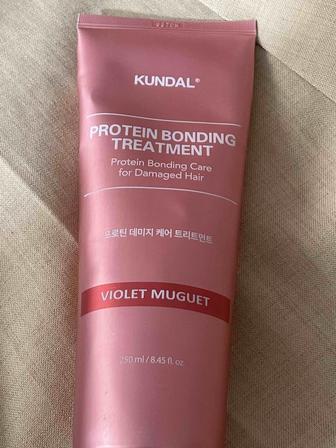 KUNDAL®
PROTEIN BONDING
TREATMENT
Protein Bonding Care
for Damaged Hair
프로틴 데미지 케어 트리트먼트
VIOLET MUGUET
250 ml / 8.45 fl. oz.